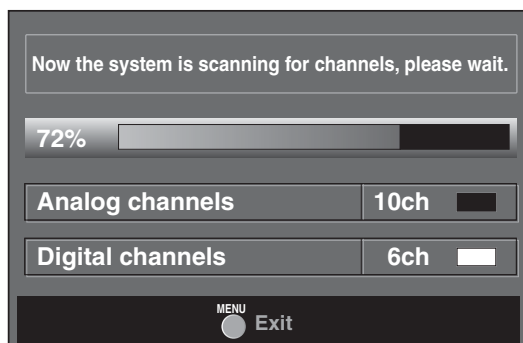 Now the system is scanning for channels, please wait.
72%
Analog channels 10ch
Digital channels 6ch
MENU
Exit